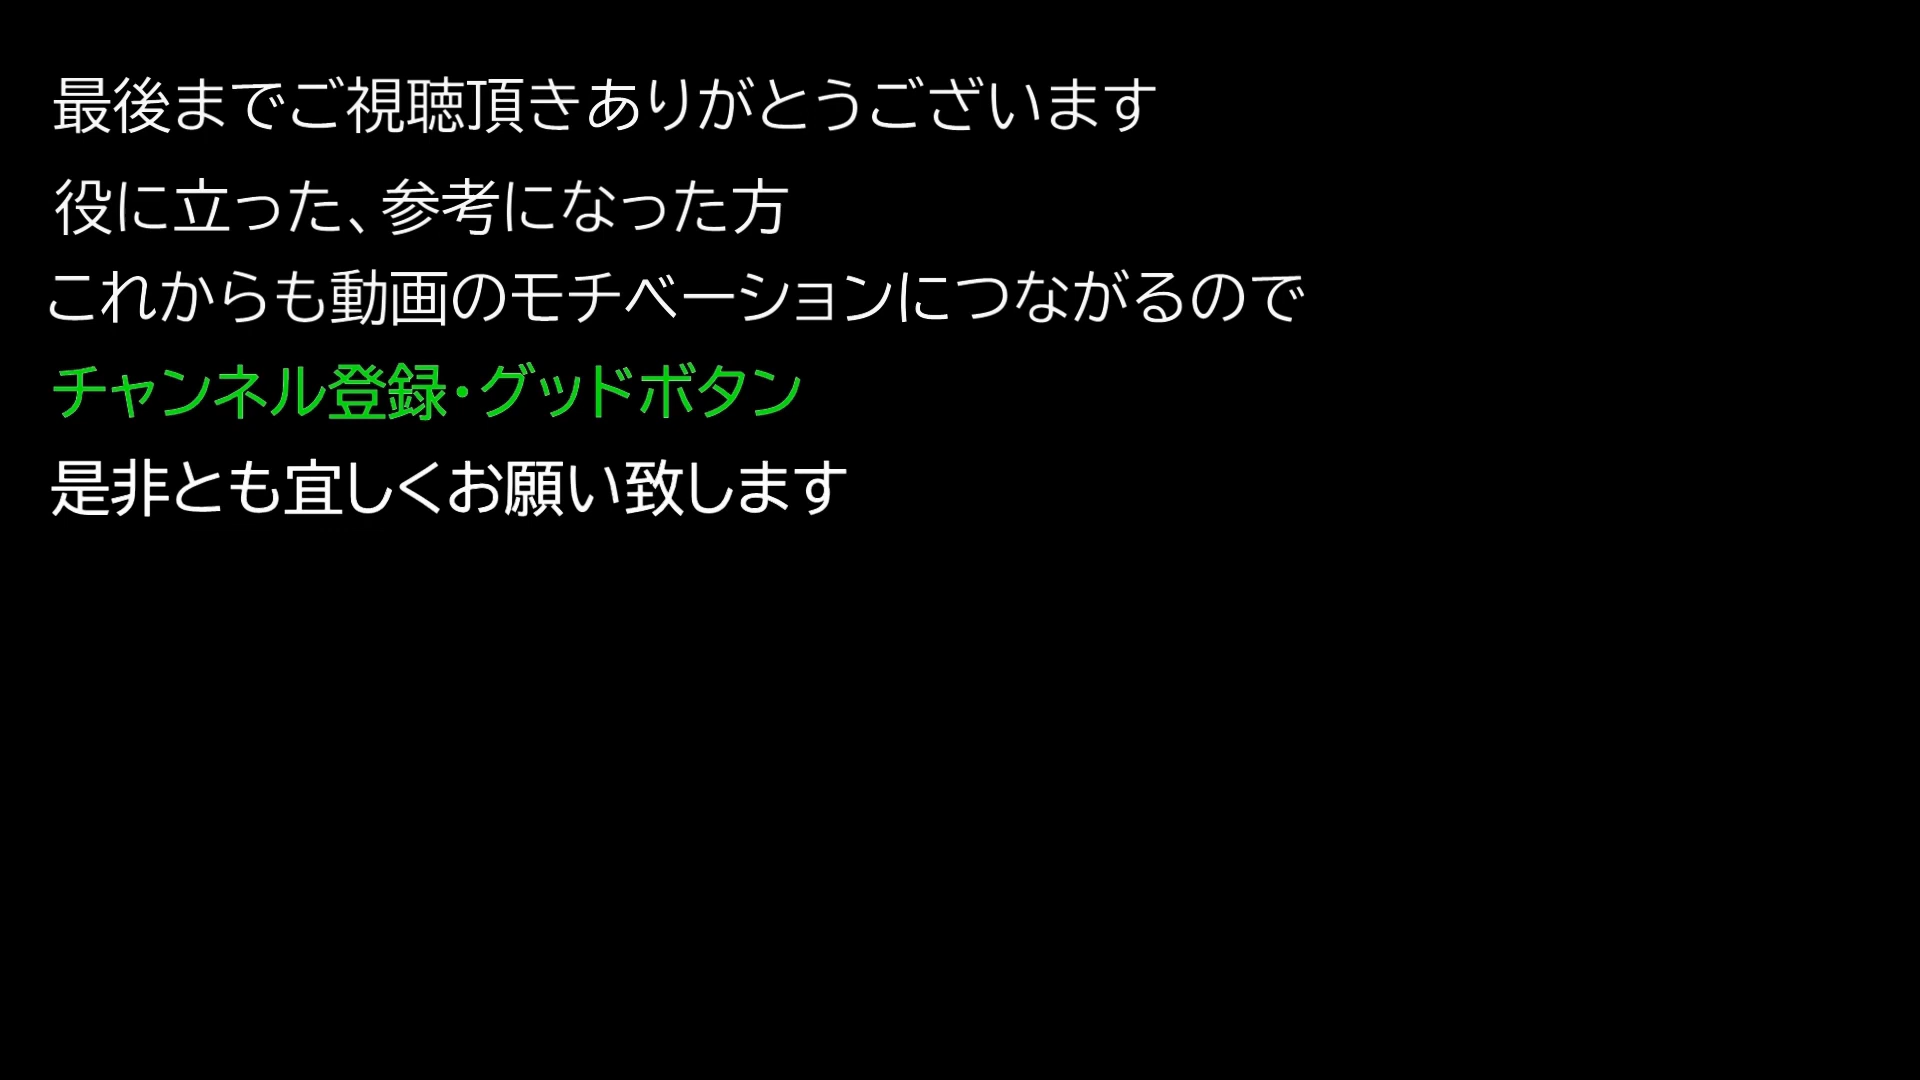 最後までご視聴頂きありがとうございます
役に立った、参考になった方
これからも動画のモチベーションにつながるので
チャンネル登録・グッドボタン
是非とも宜しくお願い致します